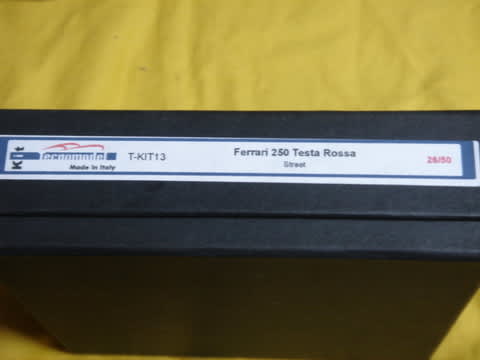 Kit
Tecnomodel
Made in Italy
T-KIT13
Ferrari 250 Testa Rossa
Street
26/50